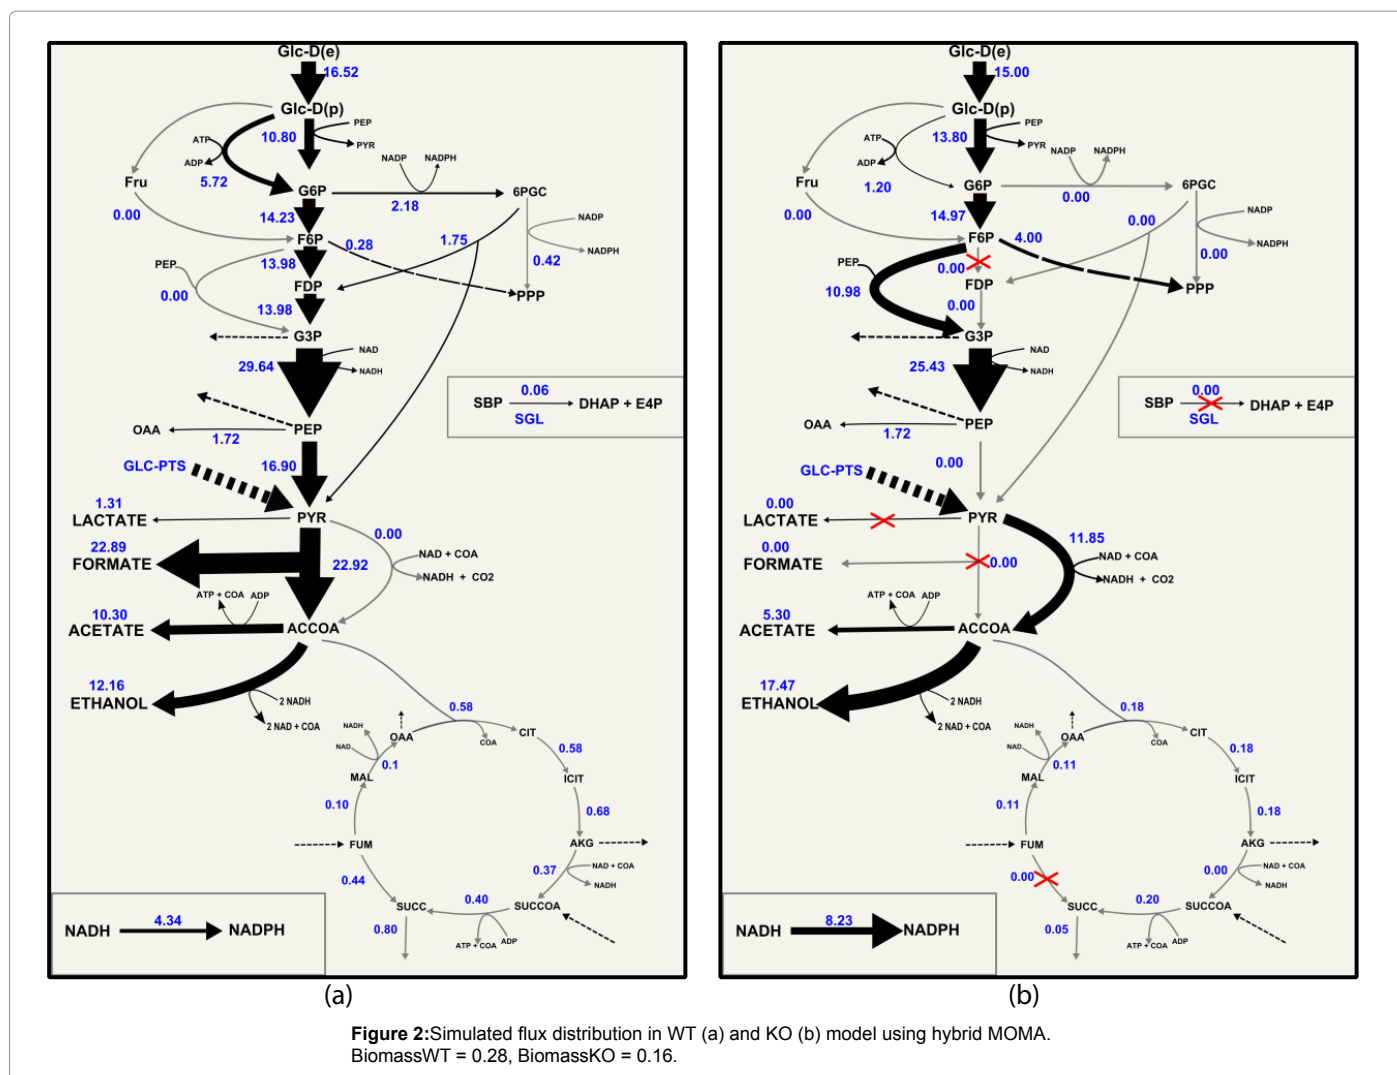 Glc-D(e)
16.52
Glc-D(p)
10.80
PEP
PYR
ATP
ADP
5.72
Fru
0.00
G6P
NADP
NADPH
2.18
6PGC
14.23
F6P
0.28
1.75
NADP
NADPH
0.42
PEP
0.00
13.98
FDP
PPP
13.98
G3P
29.64
NAD
NADH
SBP
0.06
SGL
DHAP + E4P
OAA
1.72
PEP
GLC-PTS
16.90
1.31
LACTATE
PYR
0.00
22.89
FORMATE
22.92
NAD + COA
NADH + CO2
ATP + COA
ADP
10.30
ACETATE
ACCOA
12.16
ETHANOL
2 NADH
2 NAD + COA
0.58
NADH
NAD
OAA
COA
CIT
0.1
0.58
MAL
ICIT
0.10
0.68
FUM
AKG
0.44
0.37
NAD + COA
NADH
SUCC
0.40
SUCCOA
0.80
ATP + COA
ADP
NADH
4.34
NADPH
(a)
Glc-D(e)
15.00
Glc-D(p)
13.80
PEP
PYR
ATP
ADP
1.20
Fru
0.00
G6P
NADP
NADPH
0.00
6PGC
14.97
F6P
4.00
0.00
NADP
NADPH
0.00
PEP
10.98
0.00
FDP
PPP
0.00
G3P
25.43
NAD
NADH
SBP
0.00
SGL
DHAP + E4P
OAA
1.72
PEP
GLC-PTS
0.00
0.00
LACTATE
PYR
11.85
0.00
FORMATE
0.00
NAD + COA
NADH + CO2
ATP + COA
ADP
5.30
ACETATE
ACCOA
17.47
ETHANOL
2 NADH
2 NAD + COA
0.18
NADH
NAD
OAA
COA
CIT
0.11
0.18
MAL
ICIT
0.11
0.18
FUM
AKG
0.00
0.00
NAD + COA
NADH
SUCC
0.20
SUCCOA
0.05
ATP + COA
ADP
NADH
8.23
NADPH
(b)
Figure 2:Simulated flux distribution in WT (a) and KO (b) model using hybrid MOMA.
BiomassWT = 0.28, BiomassKO = 0.16.